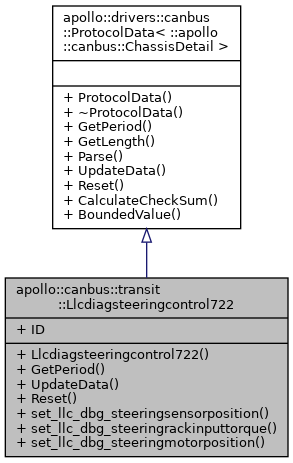 apollo::drivers::canbus
::ProtocolData< ::apollo
::canbus::ChassisDetail >
+ ProtocolData()
+ ~ProtocolData()
+ GetPeriod()
+ GetLength()
+ Parse()
+ UpdateData()
+ Reset()
+ CalculateCheckSum()
+ BoundedValue()
apollo::canbus::transit
::Llcdiagsteeringcontrol722
+ ID
+ Llcdiagsteeringcontrol722()
+ GetPeriod()
+ UpdateData()
+ Reset()
+ set_llc_dbg_steeringsensorposition()
+ set_llc_dbg_steeringrackinputtorque()
+ set_llc_dbg_steeringmotorposition()